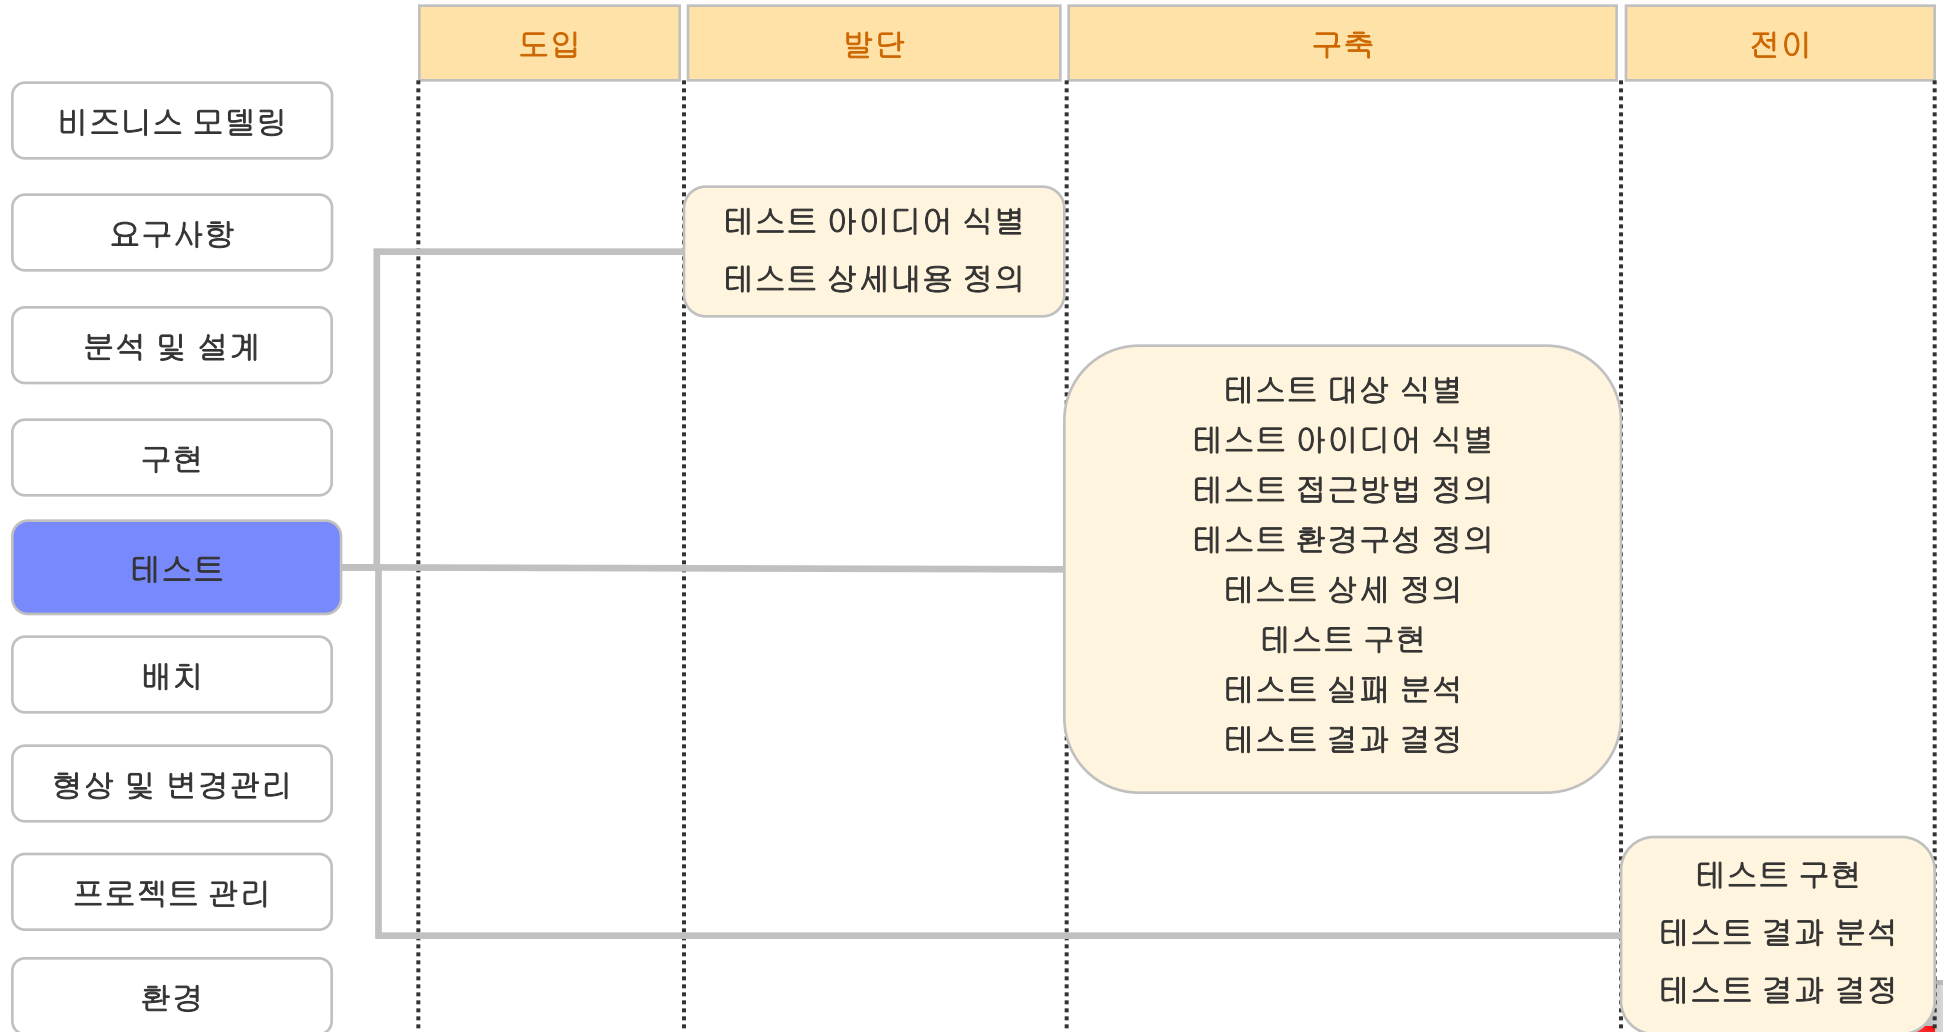 도입
발단
구축
전이
비즈니스 모델링
요구사항
분석 및 설계
구현
테스트
배치
형상 및 변경관리
프로젝트 관리
환경
테스트 아이디어 식별
테스트 상세내용 정의
테스트 대상 식별
테스트 아이디어 식별
테스트 접근방법 정의
테스트 환경구성 정의
테스트 상세 정의
테스트 구현
테스트 실패 분석
테스트 결과 결정
테스트 구현
테스트 결과 분석
테스트 결과 결정